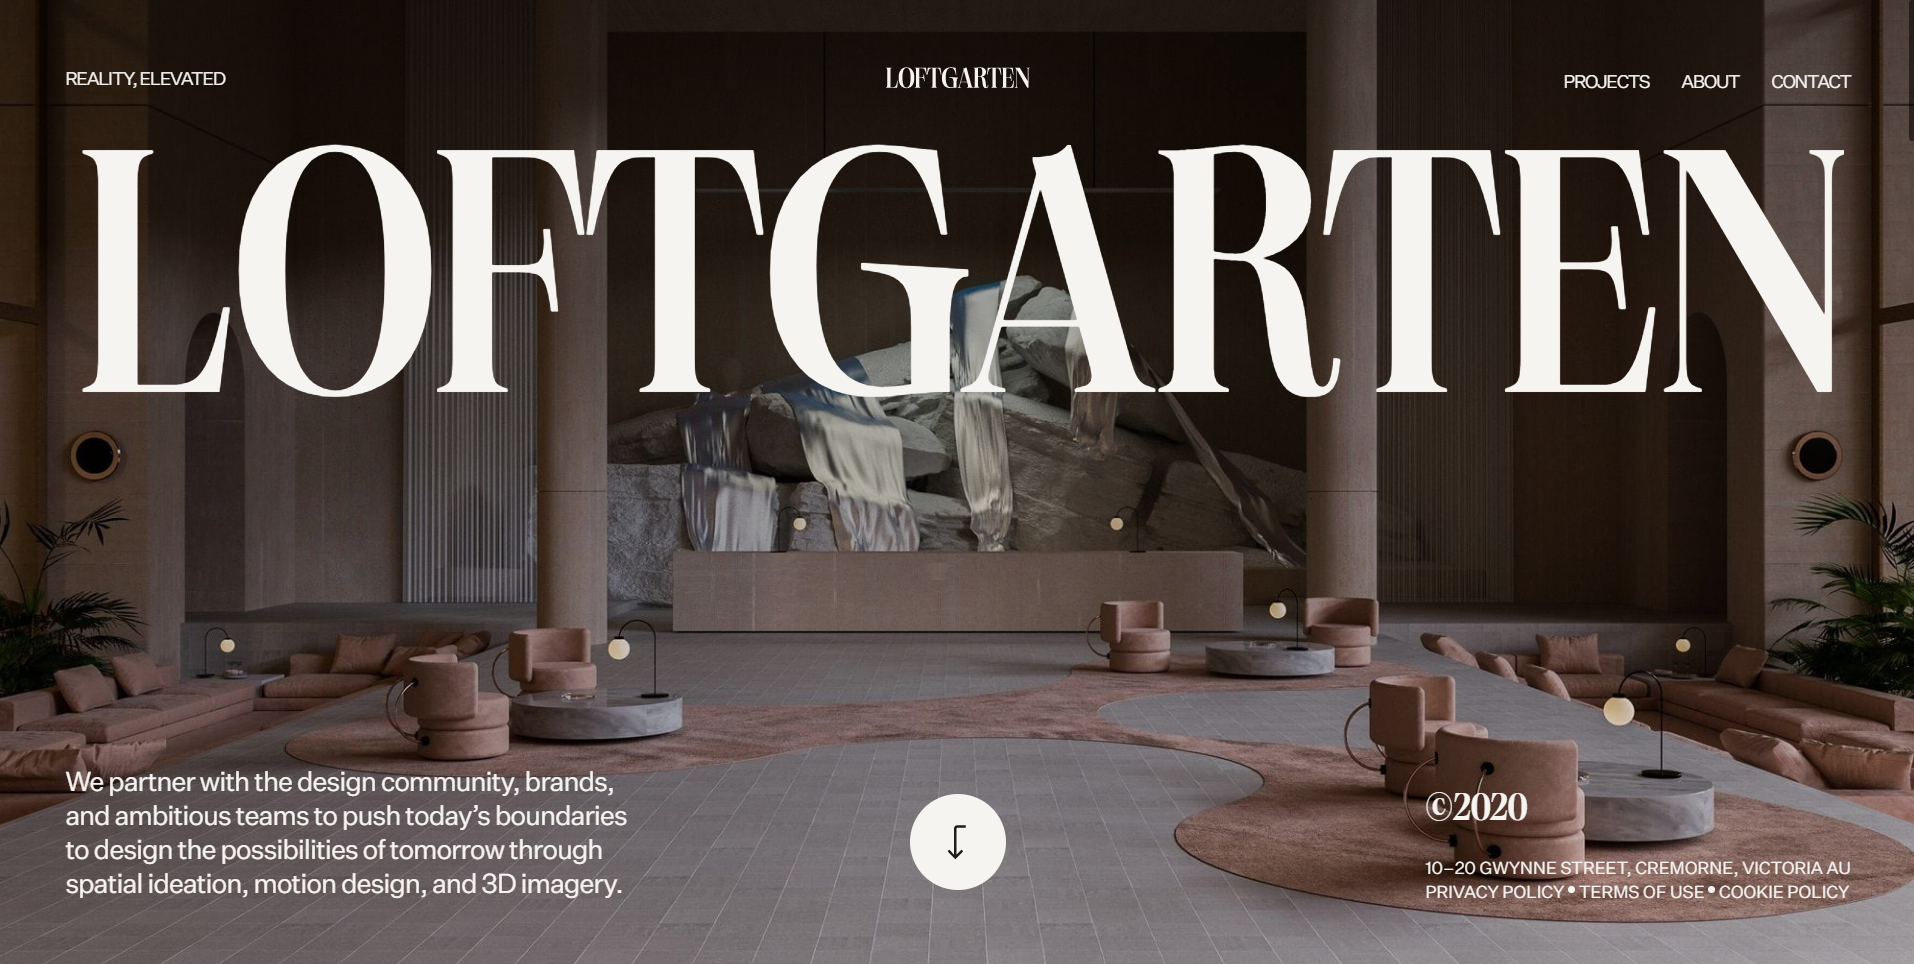 REALITY, ELEVATED
LOFTGARTEN
PROJECTS ABOUT CONTACT
LOFTGARTEN
We partner with the design community, brands,
and ambitious teams to push today’s boundaries
to design the possibilities of tomorrow through
spatial ideation, motion design, and 3D imagery.
©2020
10–20 GWYNNE STREET, CREMORNE, VICTORIA AU
PRIVACY POLICY • TERMS OF USE • COOKIE POLICY